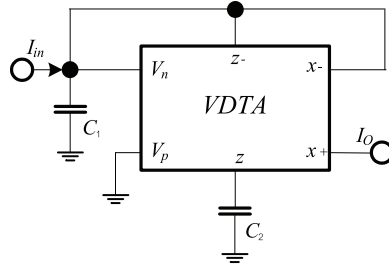 I_in
V_n
z-
x-
C_1
VDTA
I_O
V_p
z
x+
C_2